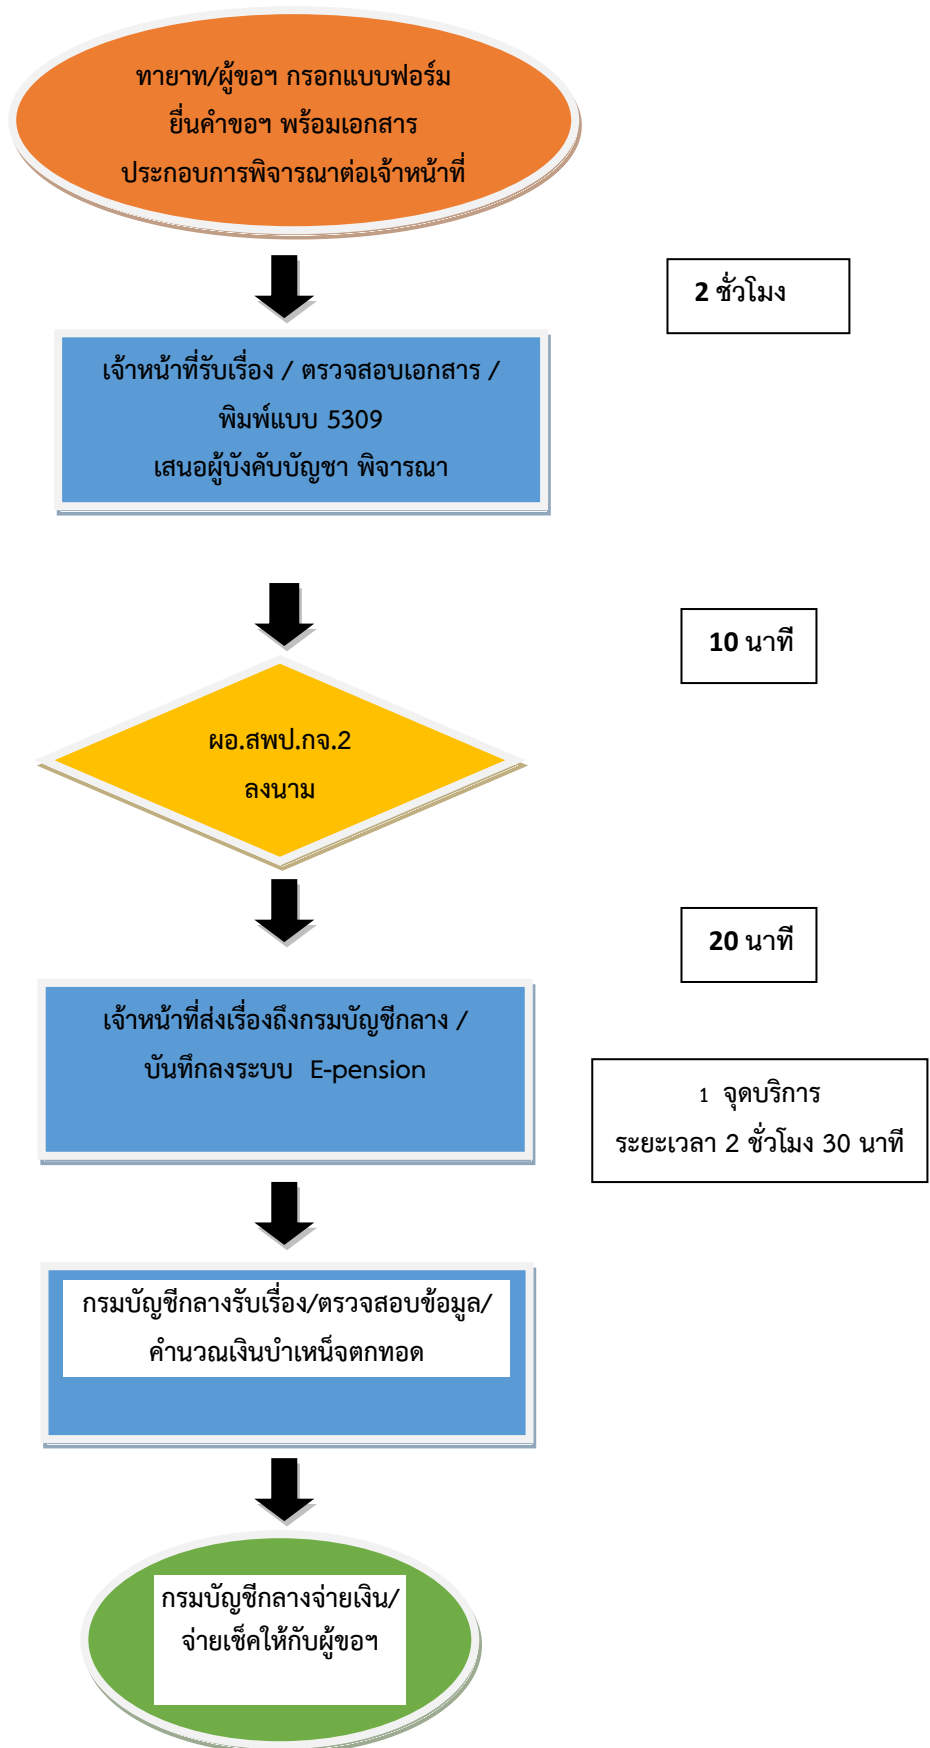 ทายาท/ผู้ขอฯ กรอกแบบฟอร์ม
ยื่นคำขอฯ พร้อมเอกสาร
ประกอบการพิจารณาต่อเจ้าหน้าที่
2 ชั่วโมง
เจ้าหน้าที่รับเรื่อง / ตรวจสอบเอกสาร /
พิมพ์แบบ 5309
เสนอผู้บังคับบัญชา พิจารณา
10 นาที
ผอ.สพป.กจ.2
ลงนาม
20 นาที
เจ้าหน้าที่ส่งเรื่องถึงกรมบัญชีกลาง /
บันทึกลงระบบ E-pension
1 จุดบริการ
ระยะเวลา 2 ชั่วโมง 30 นาที
กรมบัญชีกลางรับเรื่อง/ตรวจสอบข้อมูล/
คำนวณเงินบำเหน็จตกทอด
กรมบัญชีกลางจ่ายเงิน/
จ่ายเช็คให้กับผู้ขอฯ